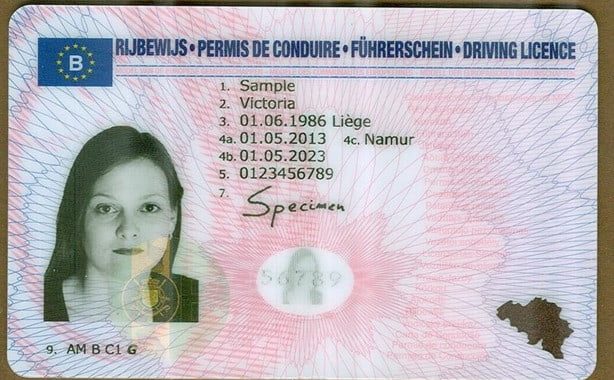 B
RIJBEWIJS • PERMIS DE CONDUIRE • FÜHRERSCHEIN • DRIVING LICENCE
1. Sample
2. Victoria
3. 01.06.1986 Liège
4a. 01.05.2013 4c. Namur
4b. 01.05.2023
5. 0123456789
7. Specimen
56789
9. AM B C1 G